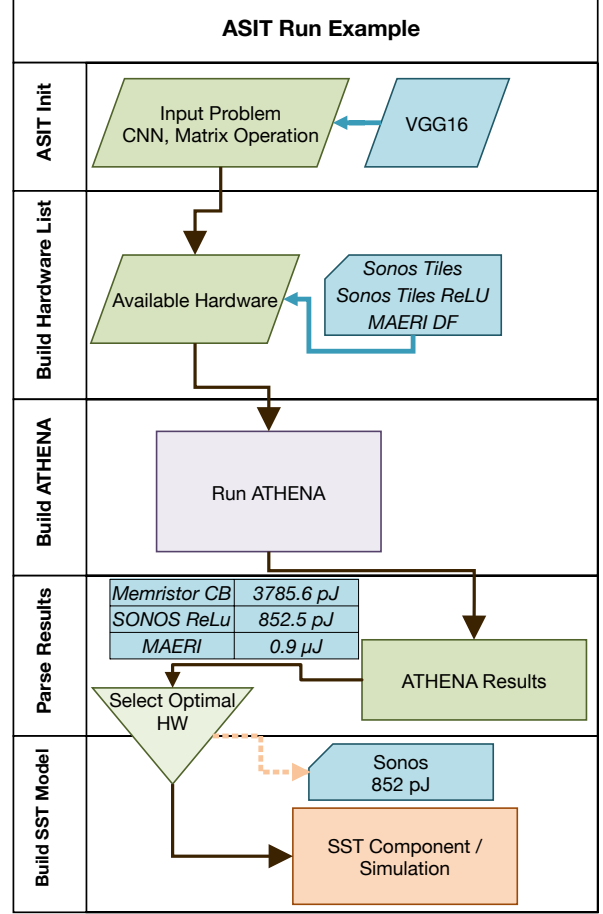 ASIT Run Example
ASIT Init
Input Problem
CNN, Matrix Operation
VGG16
Build Hardware List
Available Hardware
Sonos Tiles
Sonos Tiles ReLU
MAERI DF
Build ATHENA
Run ATHENA
Parse Results
Memristor CB 3785.6 pJ
SONOS ReLu 852.5 pJ
MAERI 0.9 µJ
ATHENA Results
Select Optimal
HW
Build SST Model
Sonos
852 pJ
SST Component /
Simulation